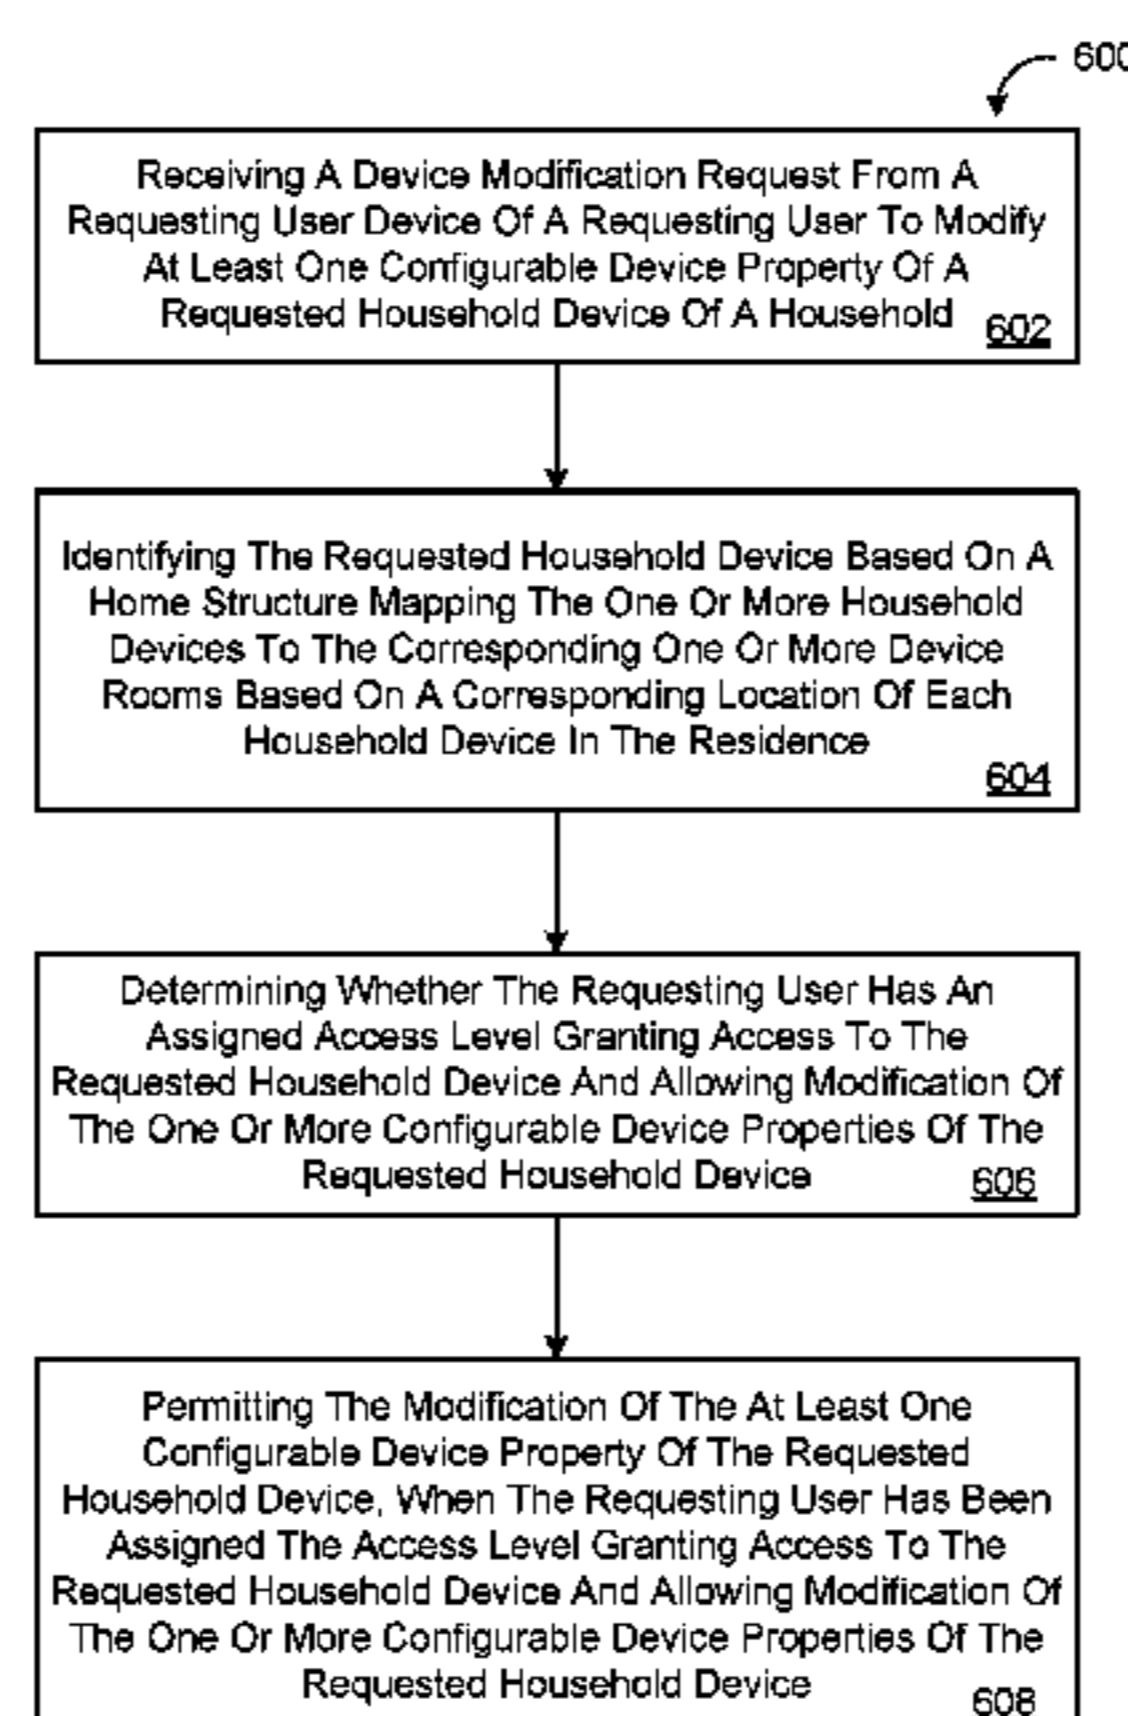 600
Receiving A Device Modification Request From A
Requesting User Device Of A Requesting User To Modify
At Least One Configurable Device Property Of A
Requested Household Device Of A Household
602
Identifying The Requested Household Device Based On A
Home Structure Mapping The One Or More Household
Devices To The Corresponding One Or More Device
Rooms Based On A Corresponding Location Of Each
Household Device In The Residence
604
Determining Whether The Requesting User Has An
Assigned Access Level Granting Access To The
Requested Household Device And Allowing Modification Of
The One Or More Configurable Device Properties Of The
Requested Household Device
606
Permitting The Modification Of The At Least One
Configurable Device Property Of The Requested
Household Device, When The Requesting User Has Been
Assigned The Access Level Granting Access To The
Requested Household Device And Allowing Modification Of
The One Or More Configurable Device Properties Of The
Requested Household Device
608